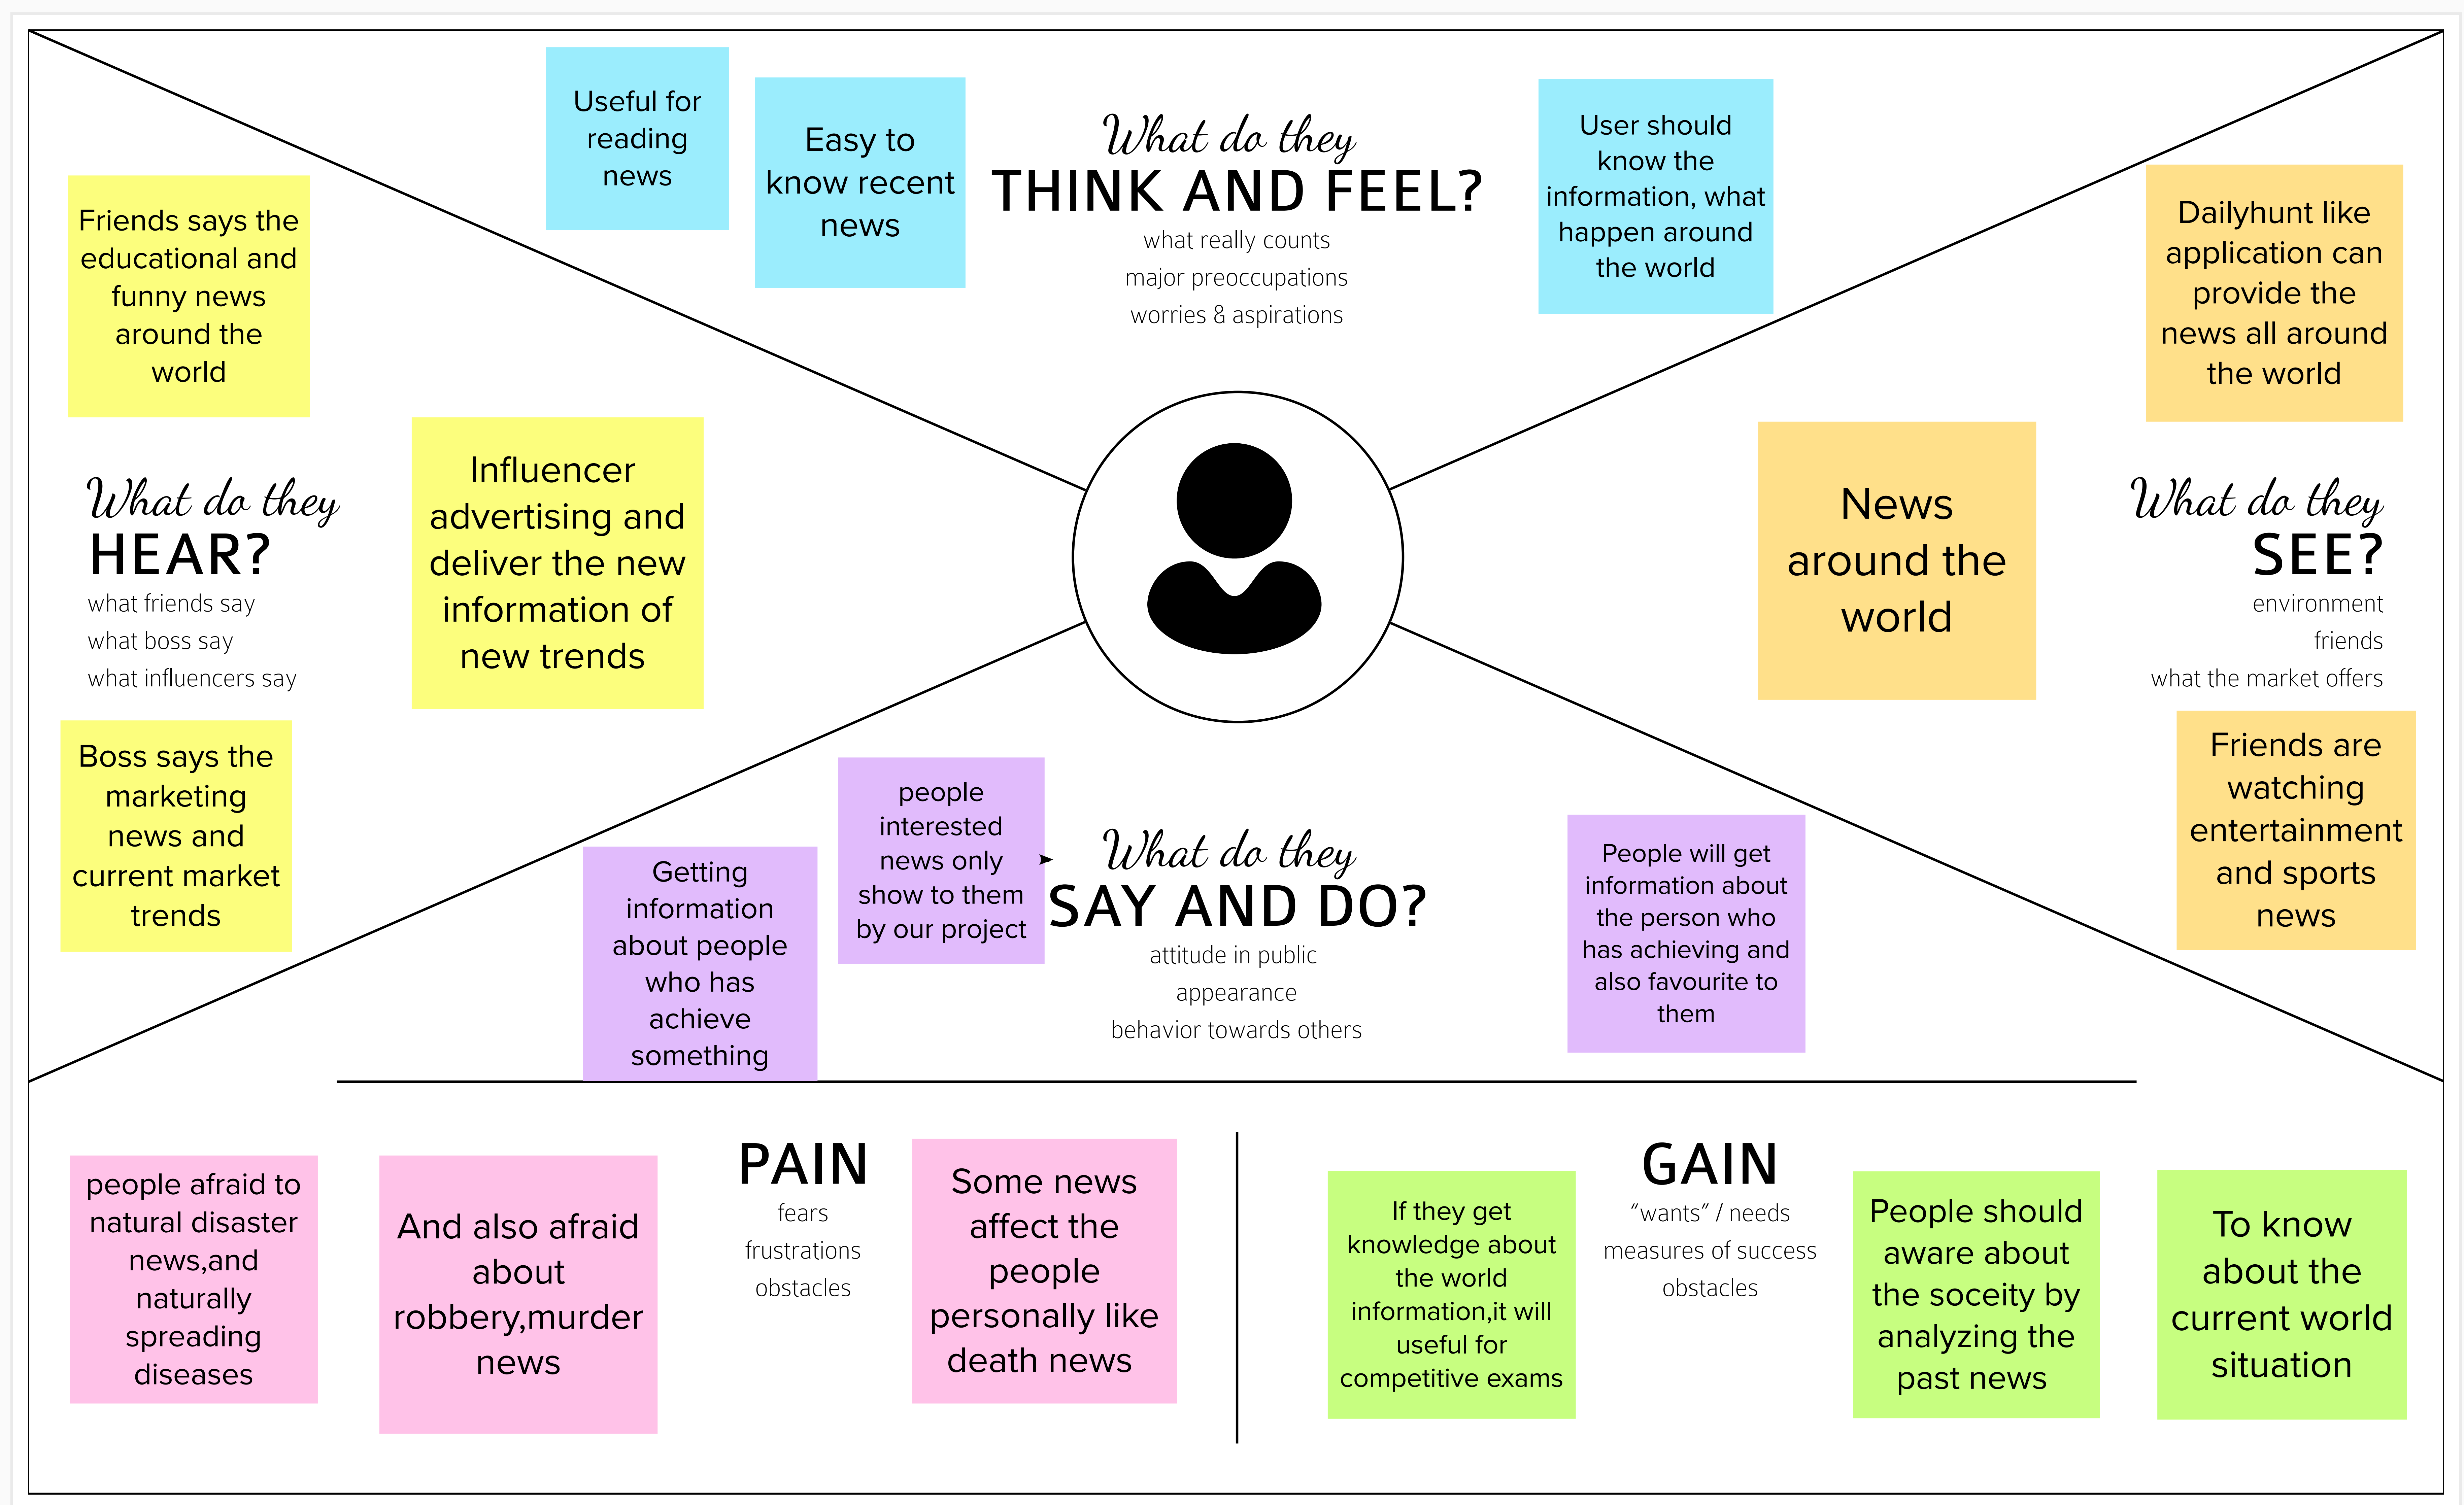 Useful for
reading
news
Easy to
know recent
news
What do they
THINK AND FEEL?
what really counts
major preoccupations
worries & aspirations
User should
know the
information, what
happen around
the world
Friends says the
educational and
funny news
around the
world
Influencer
advertising and
deliver the new
information of
new trends
What do they
HEAR?
what friends say
what boss say
what influencers say
Boss says the
marketing
news and
current market
trends
Dailyhunt like
application can
provide the
news all around
the world
News
around the
world
What do they
SEE?
environment
friends
what the market offers
Friends are
watching
entertainment
and sports
news
Getting
information
about people
who has
achieve
something
people
interested
news only
show to them
by our project
What do they
SAY AND DO?
attitude in public
appearance
behavior towards others
People will get
information about
the person who
has achieving and
also favourite to
them
people afraid to
natural disaster
news,and
naturally
spreading
diseases
And also afraid
about
robbery,murder
news
PAIN
fears
frustrations
obstacles
Some news
affect the
people
personally like
death news
If they get
knowledge about
the world
information,it will
useful for
competitive exams
GAIN
“wants” / needs
measures of success
obstacles
People should
aware about
the soceity by
analyzing the
past news
To know
about the
current world
situation